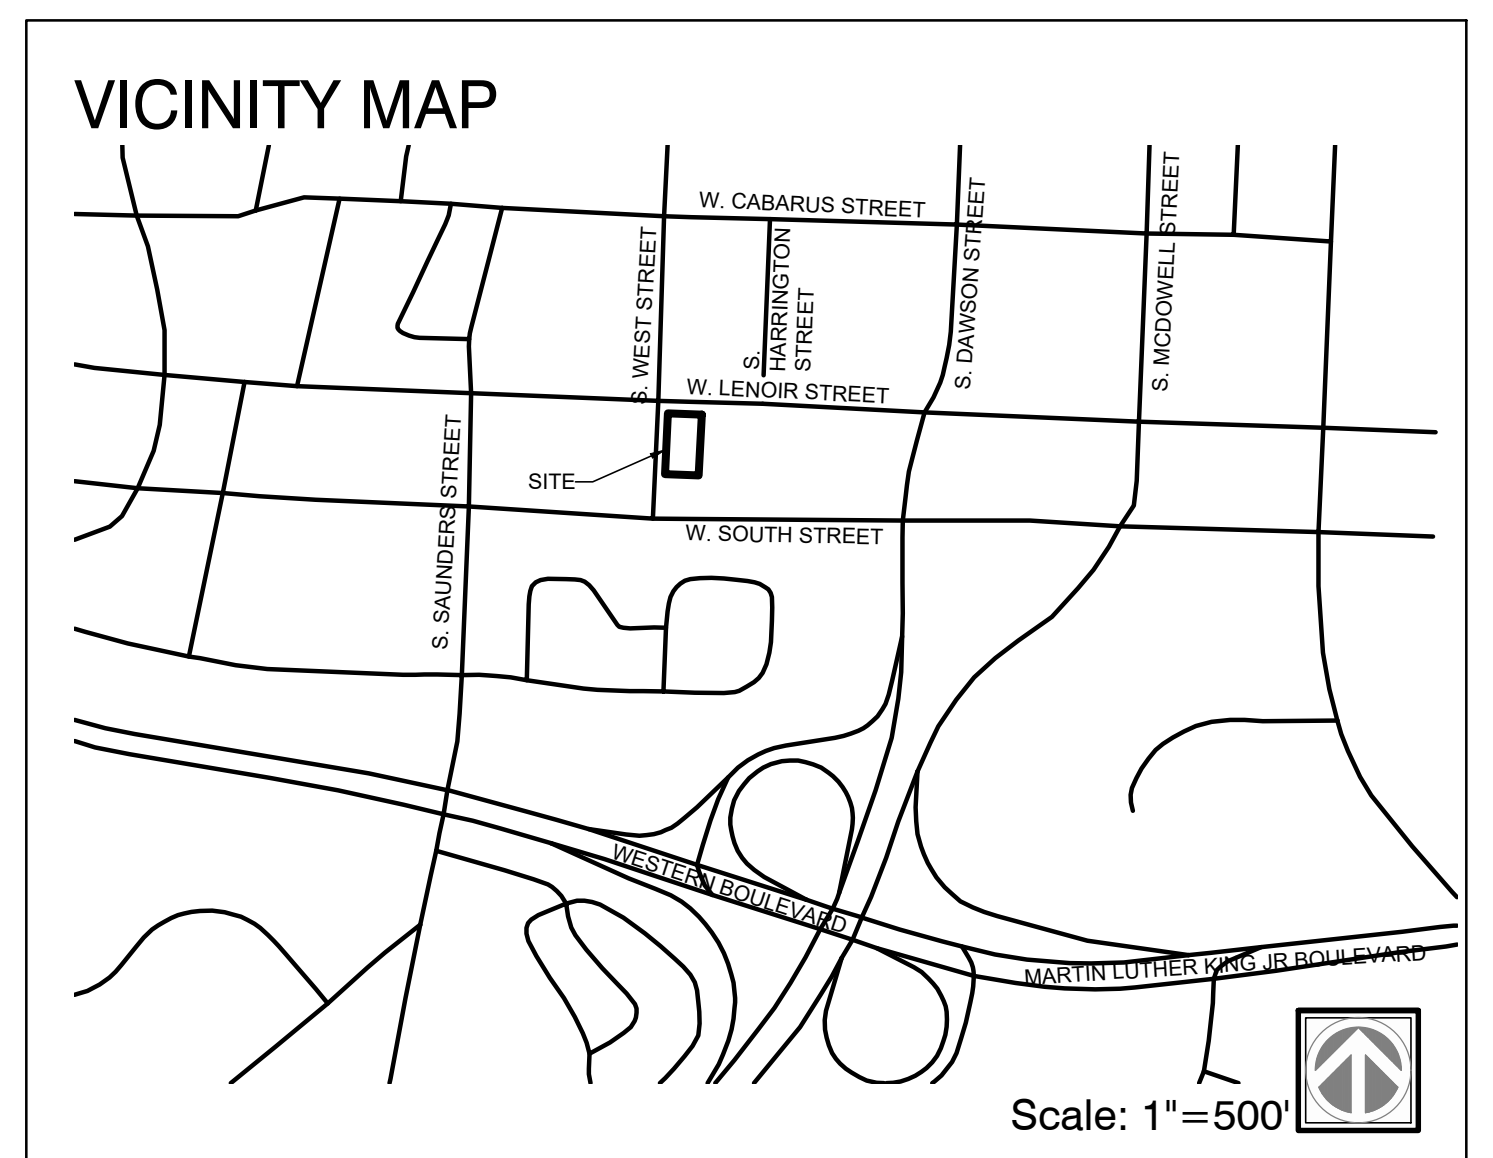 VICINITY MAP
W. CABARUS STREET
S. WEST STREET
S.
HARRINGTON
STREET
S. DAWSON STREET
S. MCDOWELL STREET
W. LENOIR STREET
S. SAUNDERS STREET
SITE
W. SOUTH STREET
WESTERN BOULEVARD
MARTIN LUTHER KING JR BOULEVARD
Scale: 1"=500'